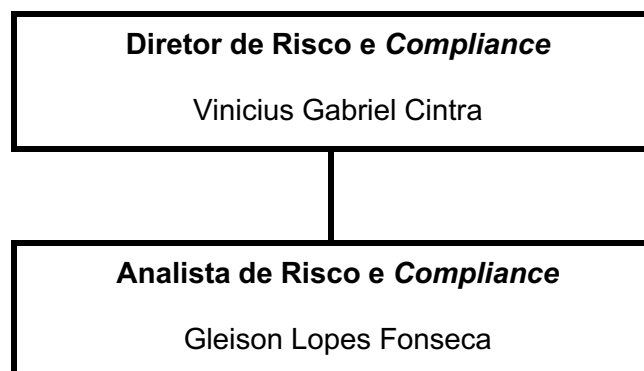 Diretor de Risco e Compliance
Vinicius Gabriel Cintra
Analista de Risco e Compliance
Gleison Lopes Fonseca